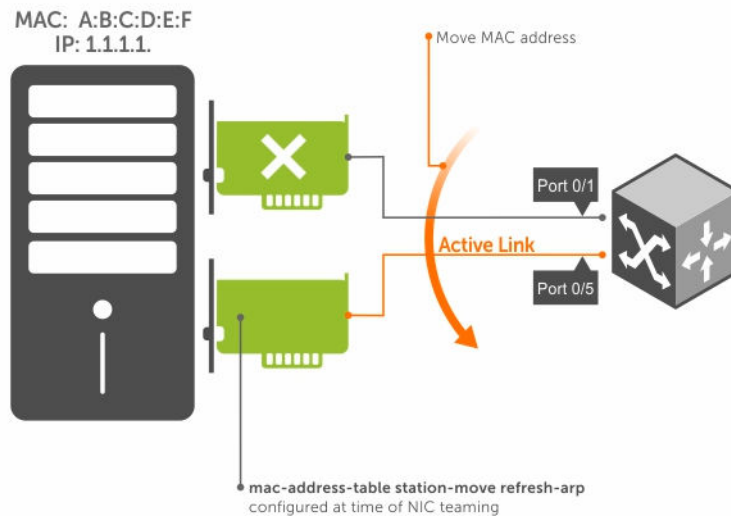 MAC: A:B:C:D:E:F
IP: 1.1.1.1.
Move MAC address
Port 0/1
Active Link
Port 0/5
mac-address-table station-move refresh-arp
configured at time of NIC teaming